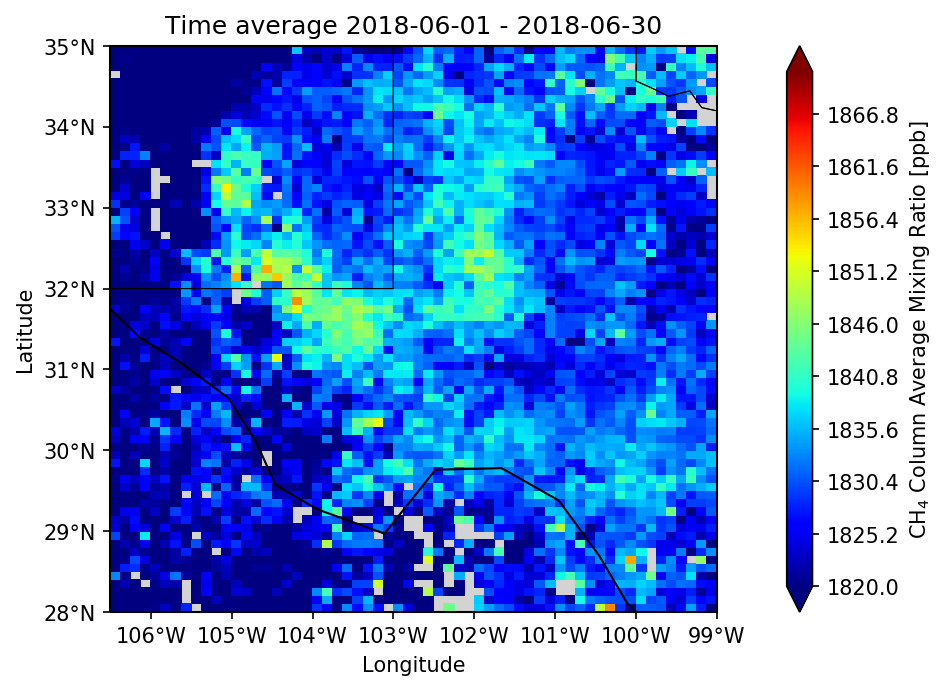 Time average 2018-06-01 - 2018-06-30
35°N
34°N
33°N
32°N
31°N
30°N
29°N
28°N
Latitude
106°W 105°W 104°W 103°W 102°W 101°W 100°W 99°W
Longitude
1866.8
1861.6
1856.4
1851.2
1846.0
1840.8
1835.6
1830.4
1825.2
1820.0
CH₄ Column Average Mixing Ratio [ppb]